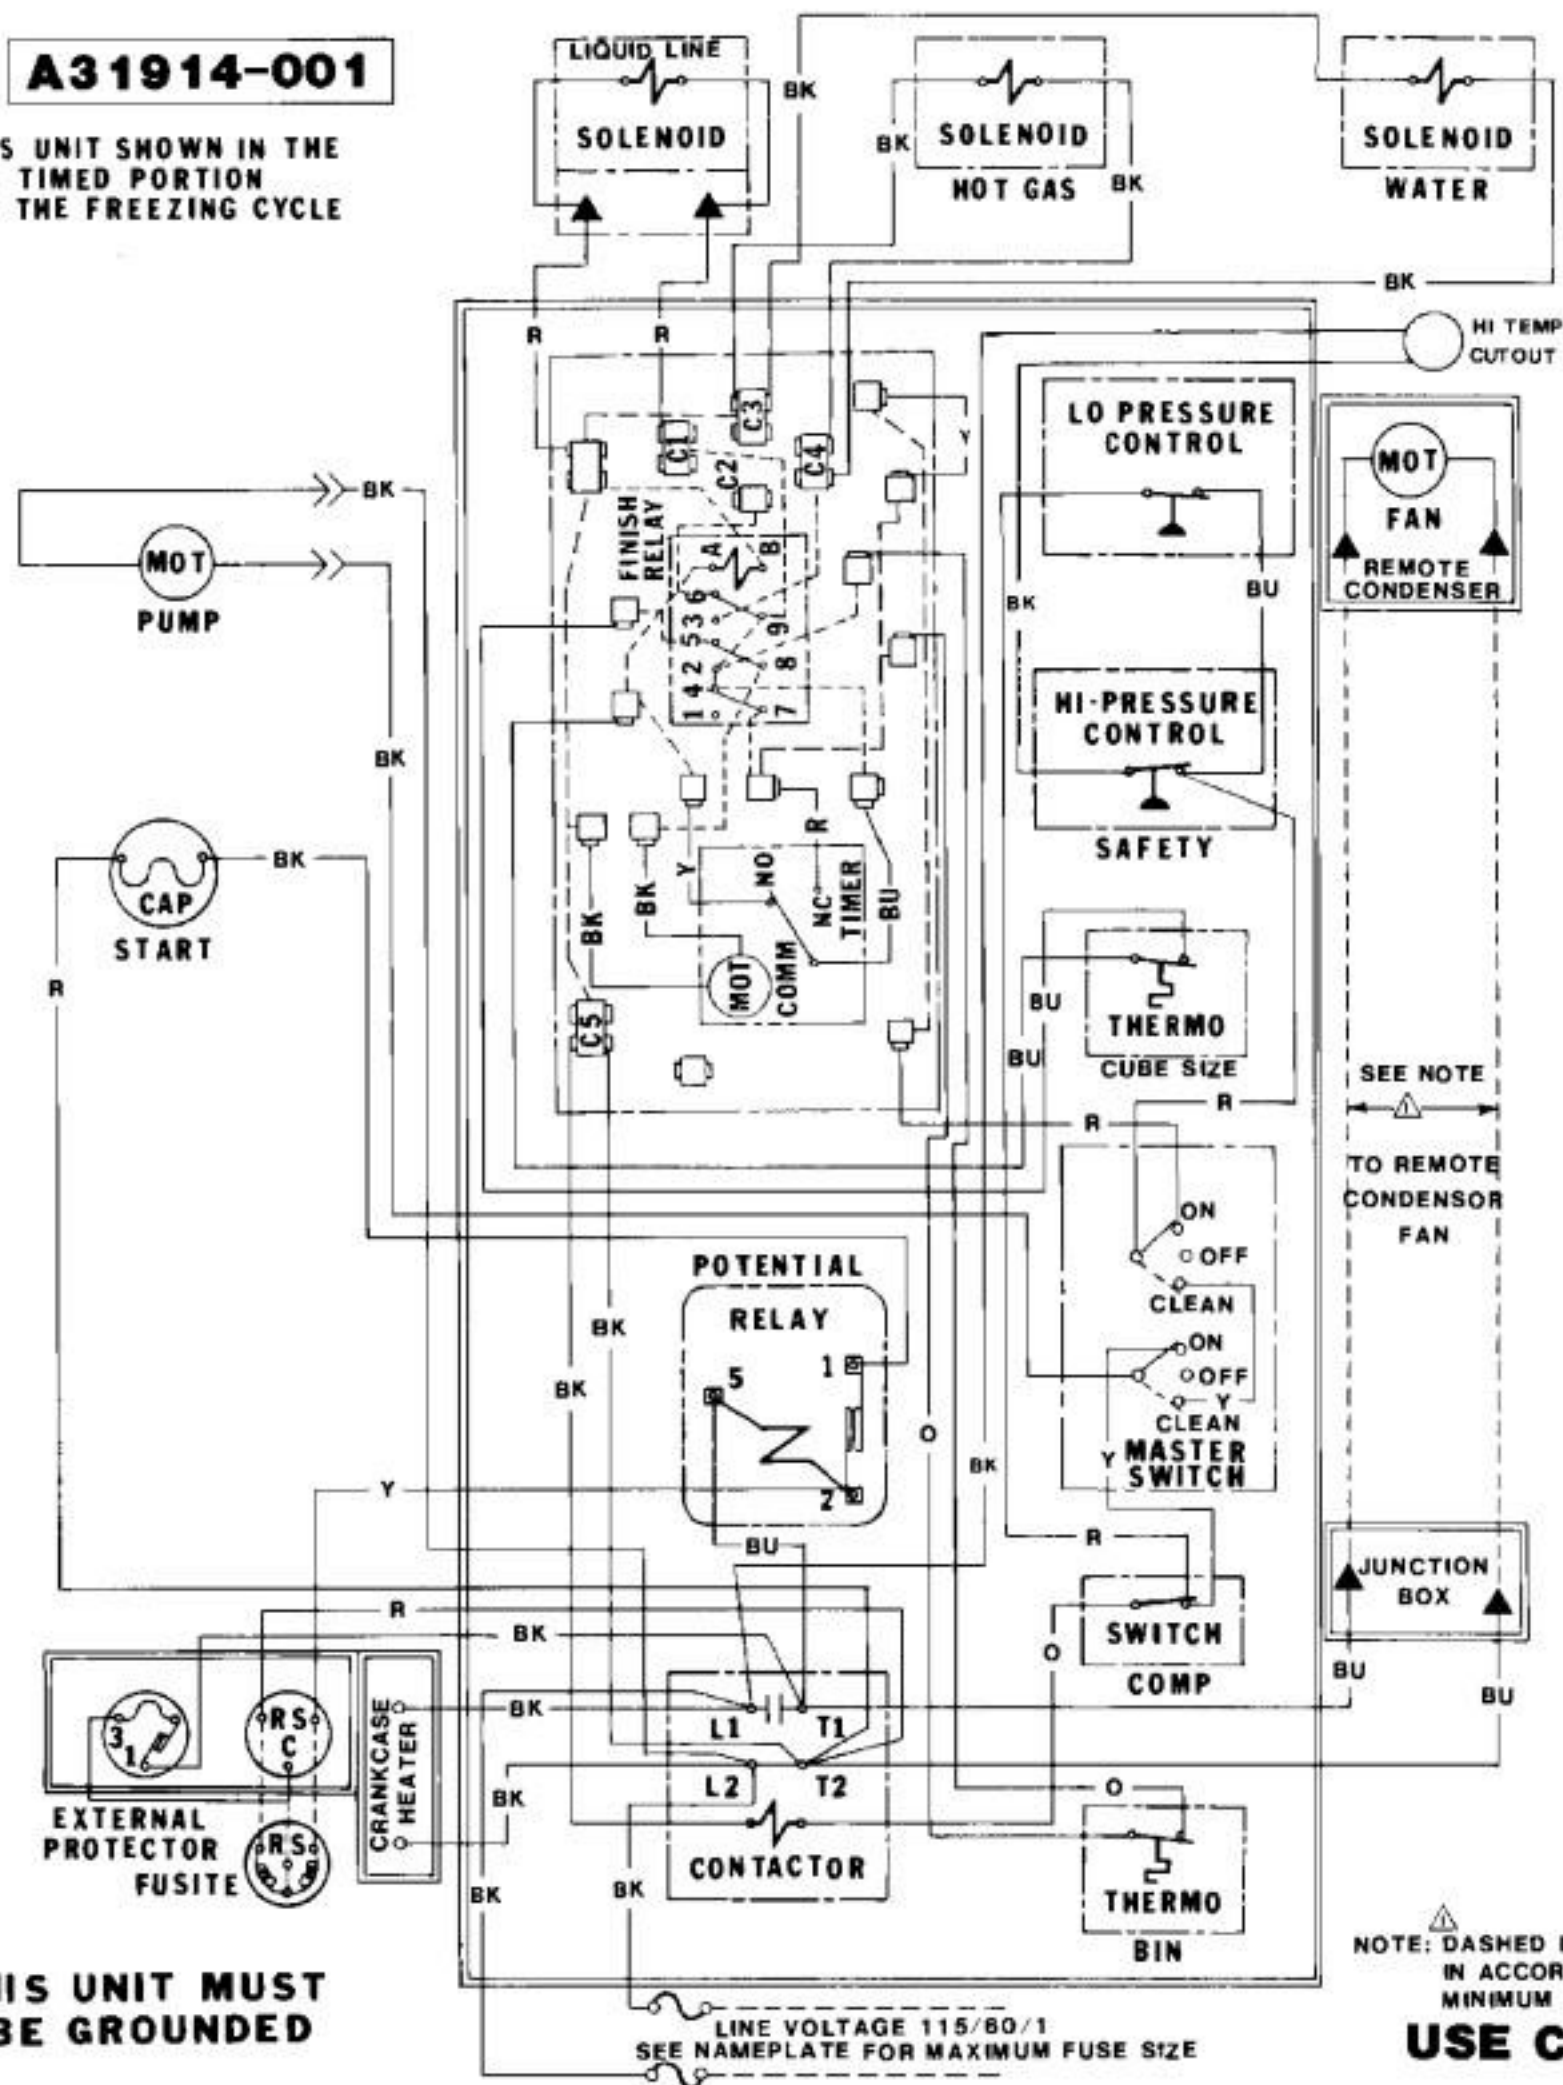 A31914-001
S UNIT SHOWN IN THE
TIMED PORTION
THE FREEZING CYCLE
LIQUID LINE
SOLENOID
BK
BK
SOLENOID
HOT GAS
BK
SOLENOID
WATER
BK
HI TEMP
CUTOUT
R
R
C1
C3
C2
C4
Y
LO PRESSURE
CONTROL
MOT
FAN
REMOTE
CONDENSER
BK
MOT
PUMP
FINISH
RELAY
A
B
6
3
9
5
2
8
4
1
7
BK
BU
HI-PRESSURE
CONTROL
SAFETY
BK
CAP
START
BK
R
R
Y
NO
NC
TIMER
BU
BK
BK
MOT
COMM
C5
BU
BU
THERMO
CUBE SIZE
R
R
SEE NOTE
1
TO REMOTE
CONDENSOR
FAN
ON
OFF
CLEAN
ON
OFF
Y
CLEAN
MASTER
SWITCH
Y
POTENTIAL
RELAY
5
1
2
BK
BK
O
BK
Y
BU
R
JUNCTION
BOX
SWITCH
COMP
O
BU
BU
R
BK
BK
L1
T1
L2
T2
CONTACTOR
BK
3
1
R S
C
CRANKCASE
HEATER
EXTERNAL
PROTECTOR
FUSITE
R S
BK
BK
O
THERMO
BIN
1
NOTE: DASHED
IN ACCOR
MINIMUM
USE C
HIS UNIT MUST
BE GROUNDED
LINE VOLTAGE 115/60/1
SEE NAMEPLATE FOR MAXIMUM FUSE SIZE